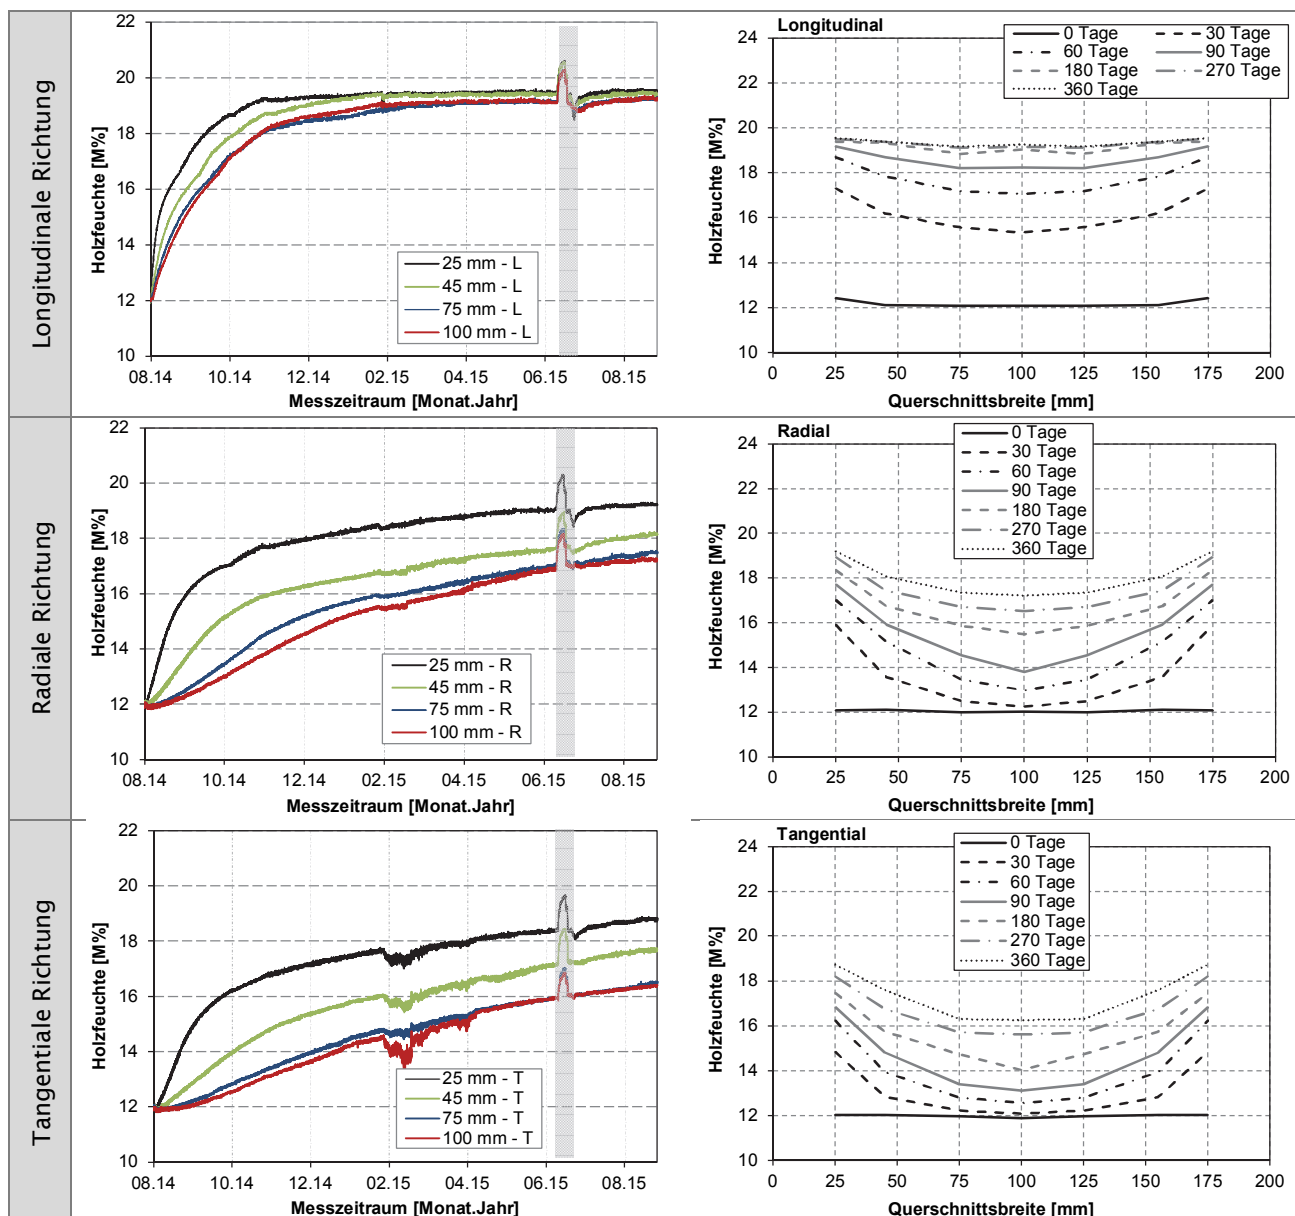 Longitudinale Richtung
22
20
18
16
14
12
10
Holzfeuchte [M%]
25 mm - L
45 mm - L
75 mm - L
100 mm - L
08.14 10.14 12.14 02.15 04.15 06.15 08.15
Messzeitraum [Monat.Jahr]
Longitudinal
0 Tage 30 Tage
60 Tage 90 Tage
180 Tage 270 Tage
360 Tage
24
22
20
18
16
14
12
10
Holzfeuchte [M%]
0 25 50 75 100 125 150 175 200
Querschnittsbreite [mm]
Radiale Richtung
22
20
18
16
14
12
10
Holzfeuchte [M%]
25 mm - R
45 mm - R
75 mm - R
100 mm - R
08.14 10.14 12.14 02.15 04.15 06.15 08.15
Messzeitraum [Monat.Jahr]
Radial
0 Tage
30 Tage
60 Tage
90 Tage
180 Tage
270 Tage
360 Tage
24
22
20
18
16
14
12
10
Holzfeuchte [M%]
0 25 50 75 100 125 150 175 200
Querschnittsbreite [mm]
Tangentiale Richtung
22
20
18
16
14
12
10
Holzfeuchte [M%]
25 mm - T
45 mm - T
75 mm - T
100 mm - T
08.14 10.14 12.14 02.15 04.15 06.15 08.15
Messzeitraum [Monat.Jahr]
Tangential
0 Tage
30 Tage
60 Tage
90 Tage
180 Tage
270 Tage
360 Tage
24
22
20
18
16
14
12
10
Holzfeuchte [M%]
0 25 50 75 100 125 150 175 200
Querschnittsbreite [mm]